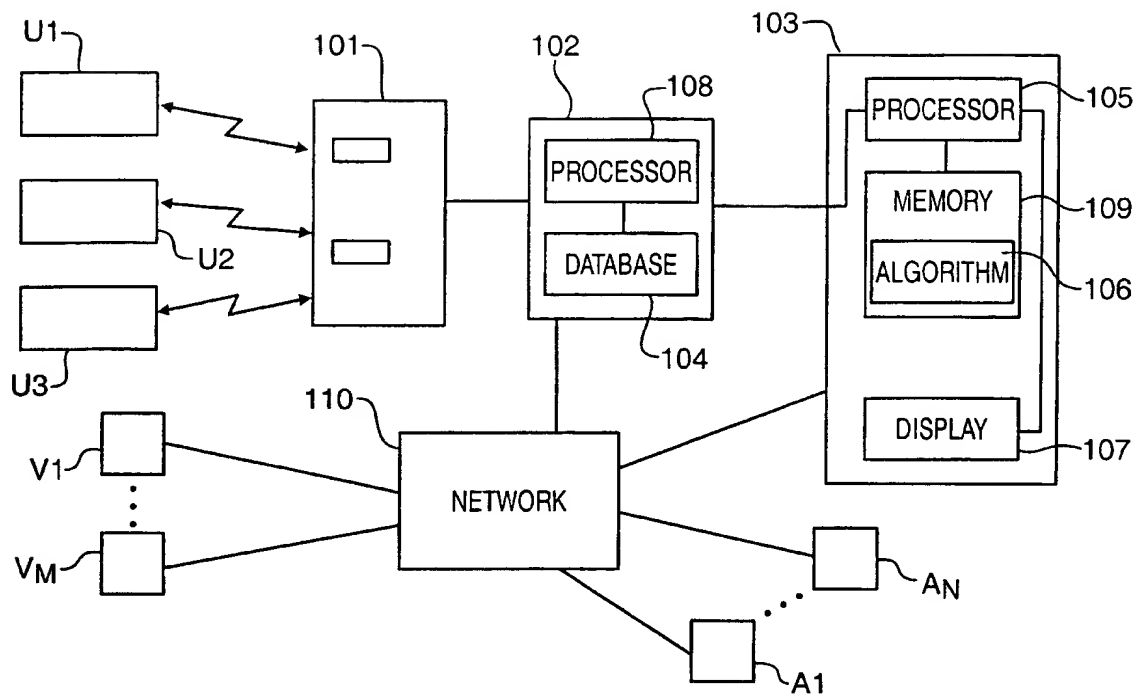 U1
101
102
103
108
105
PROCESSOR
PROCESSOR
MEMORY
109
U2
DATABASE
ALGORITHM
106
104
U3
110
DISPLAY
107
V1
NETWORK
VM
AN
A1